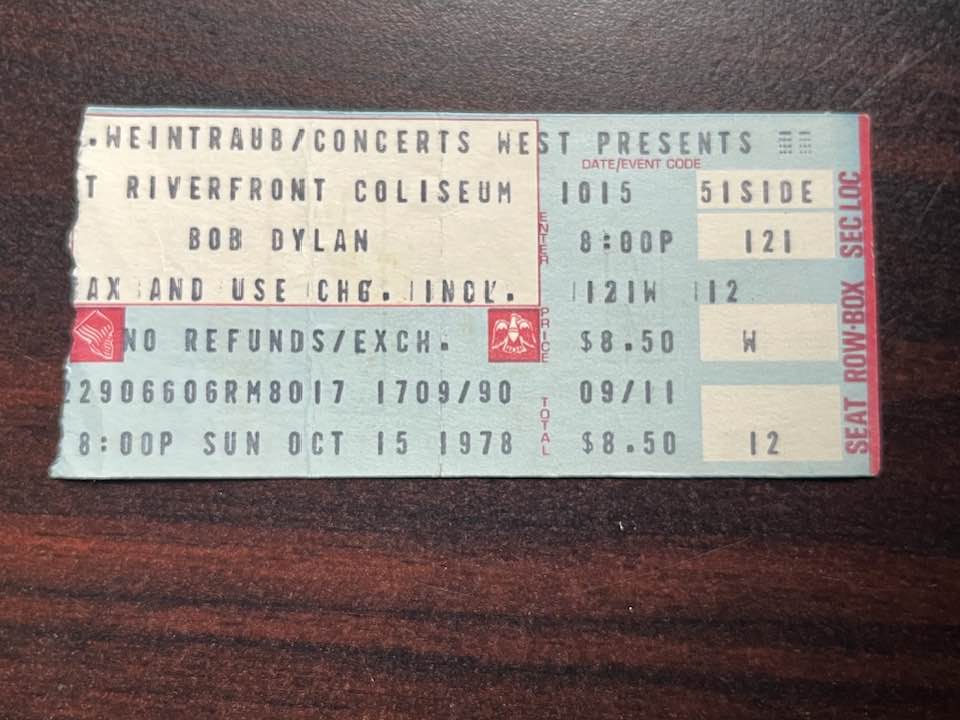 .WEINTRAUB/CONCERTS WEST PRESENTS
DATE/EVENT CODE
T RIVERFRONT COLISEUM 1015 51SIDE
BOB DYLAN 8:00P 121
AX AND USE CHG. INCL. 121W 12
NO REFUNDS/EXCH. $8.50 W
22906606RM8017 1709/90 09/11
8:00P SUN OCT 15 1978 $8.50 12
ENTER
PRICE
TOTAL
SEAT ROW·BOX SEC LOC